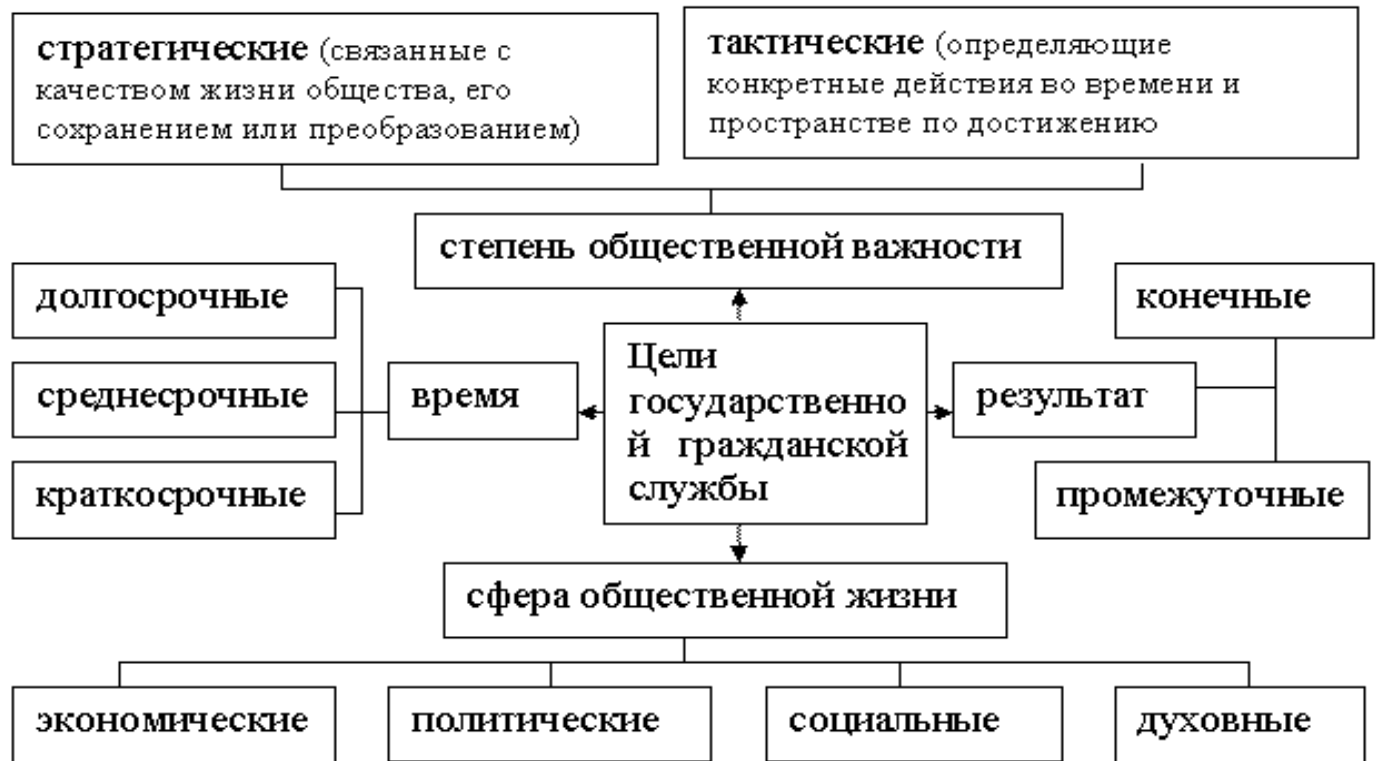 стратегические (связанные с
качеством жизни общества, его
сохранением или преобразованием)
тактические (определяющие
конкретные действия во времени и
пространстве по достижению
степень общественной важности
долгосрочные
среднесрочные
краткосрочные
время
Цели
государственно
й гражданской
службы
результат
конечные
промежуточные
сфера общественной жизни
экономические
политические
социальные
духовные